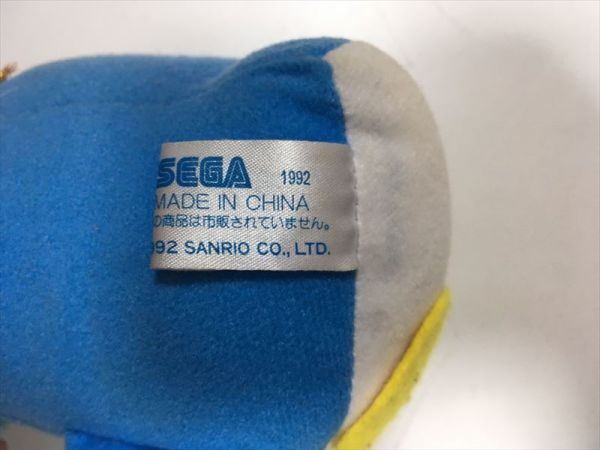 SEGA 1992
MADE IN CHINA
の商品は市販されていません。
992 SANRIO CO., LTD.